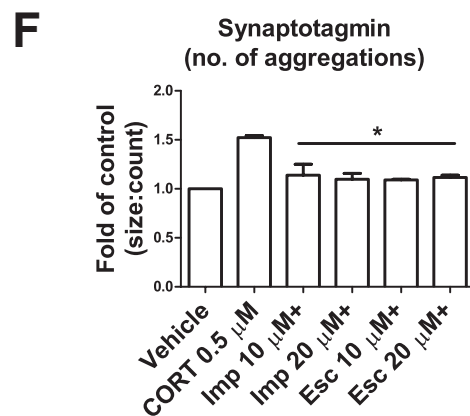 F
Synaptotagmin
(no. of aggregations)
Fold of control
(size:count)
2.0
1.5
1.0
0.5
0.0
*
Vehicle
CORT 0.5 μM
Imp 10 μM+
Imp 20 μM+
Esc 10 μM+
Esc 20 μM+